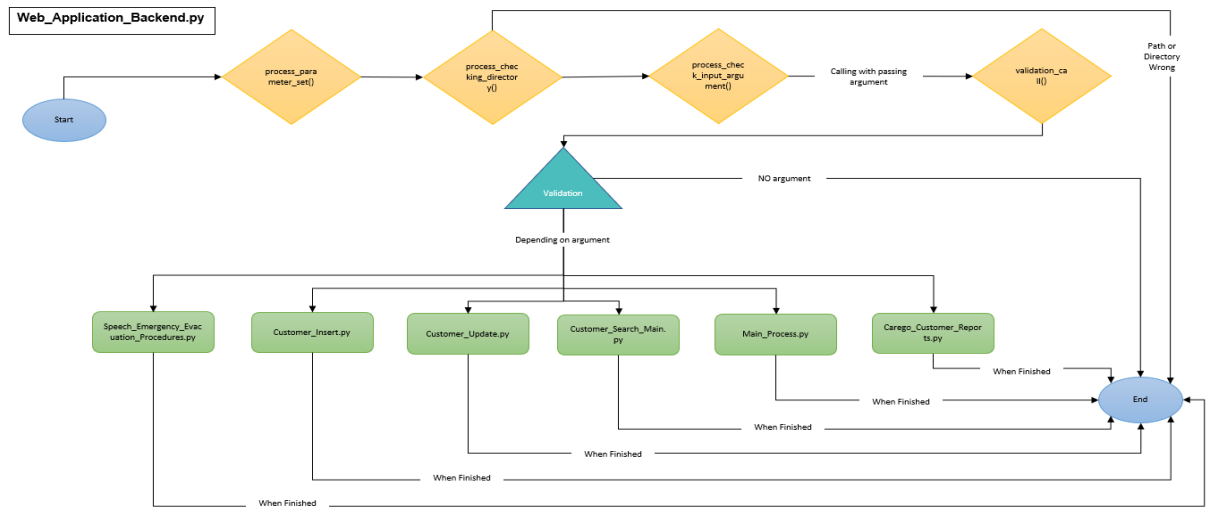 Web_Application_Backend.py
process_para
meter_set()
process_chec
king_director
y()
process_chec
k_input_argu
ment()
Calling with passing
argument
validation_ca
ll()
Path or
Directory
Wrong
Start
Validation
NO argument
Depending on argument
Speech_Emergency_Evac
uation_Procedures.py
Customer_Insert.py
Customer_Update.py
Customer_Search_Main.
py
Main_Process.py
Carego_Customer_Repor
ts.py
When Finished
When Finished
End
When Finished
When Finished
When Finished
When Finished